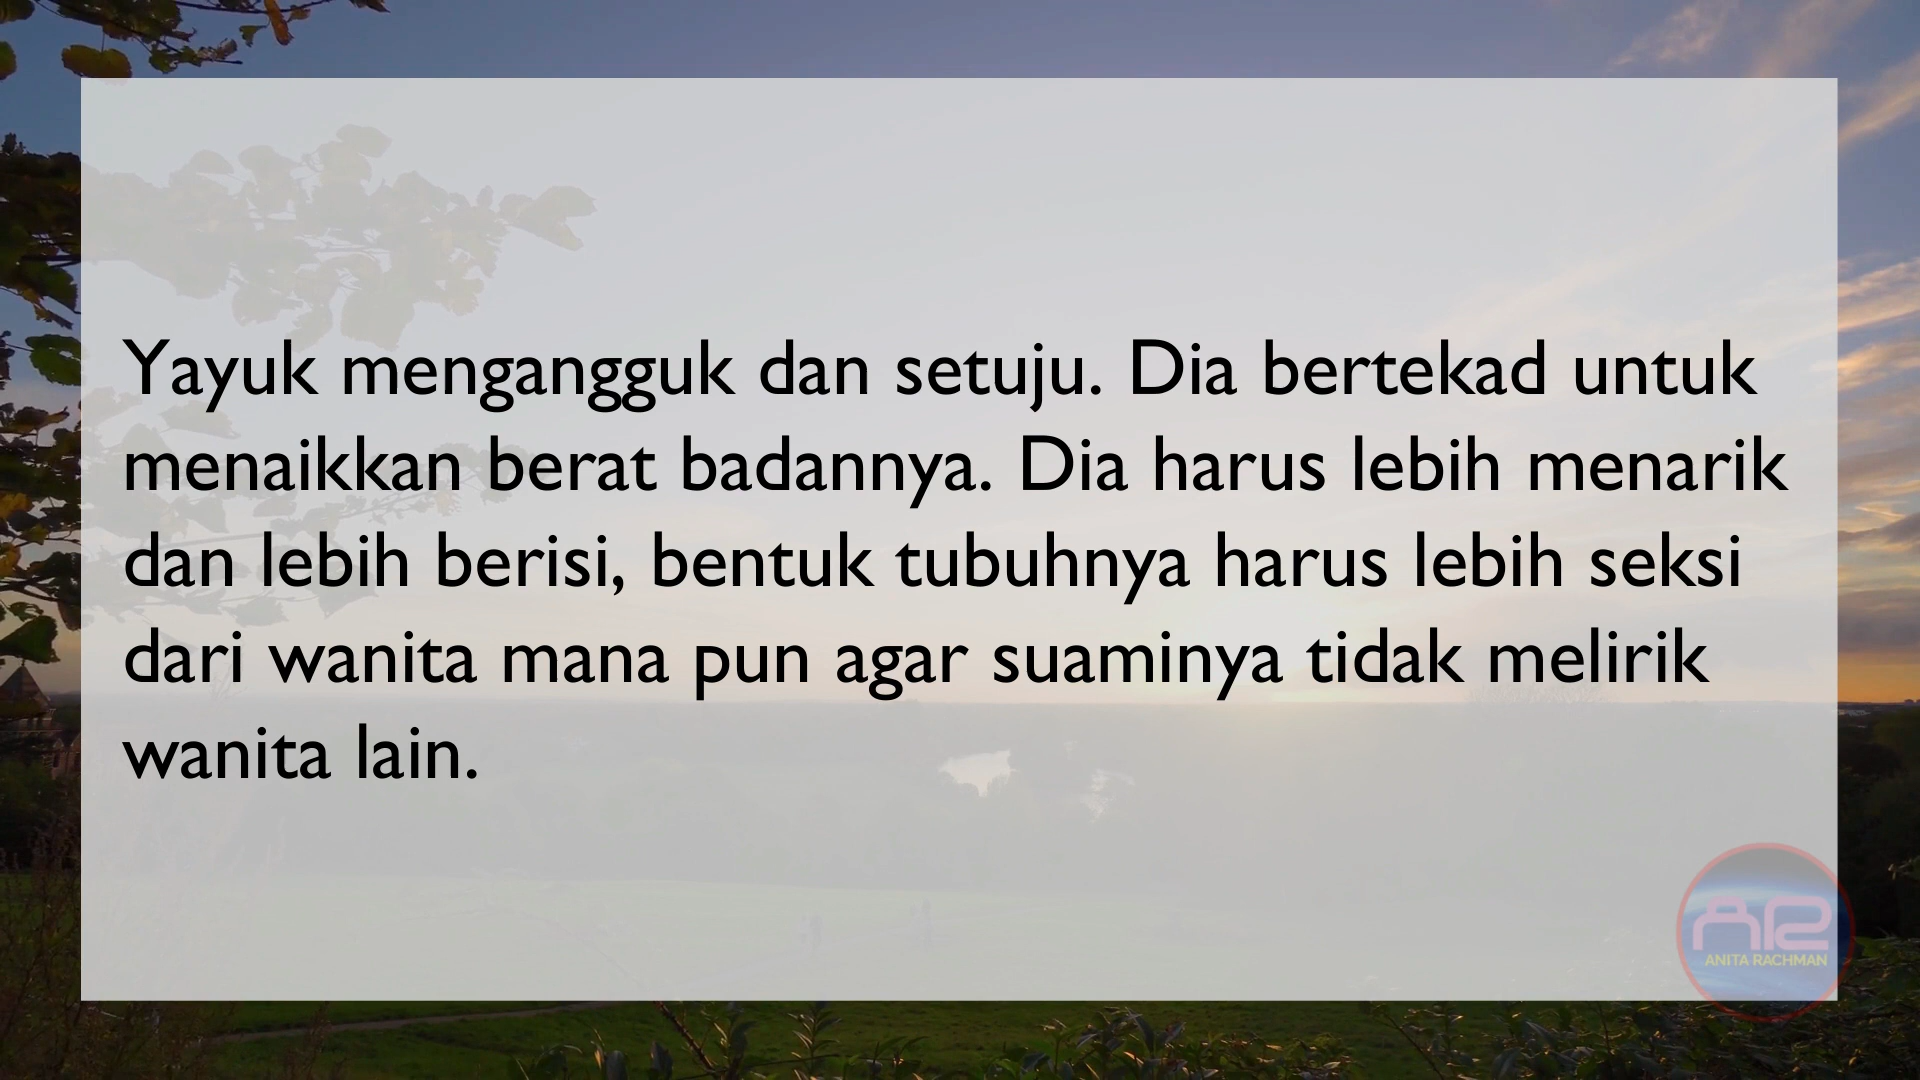 Yayuk mengangguk dan setuju. Dia bertekad untuk
menaikkan berat badannya. Dia harus lebih menarik
dan lebih berisi, bentuk tubuhnya harus lebih seksi
dari wanita mana pun agar suaminya tidak melirik
wanita lain.
AR
ANITA RACHMAN